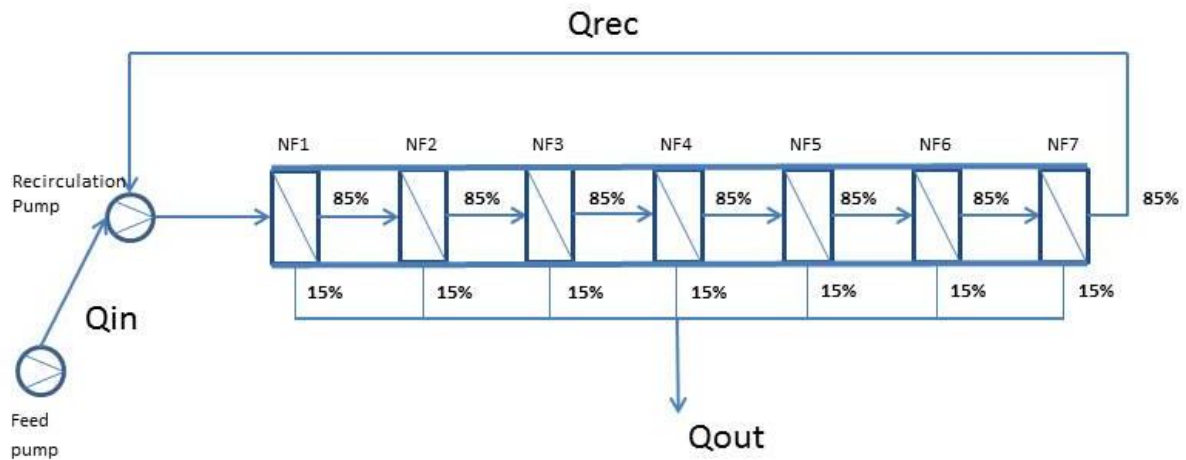 Qrec
NF1 NF2 NF3 NF4 NF5 NF6 NF7
Recirculation
Pump
85% 85% 85% 85% 85% 85% 85%
15% 15% 15% 15% 15% 15% 15%
Qin
Feed
pump
Qout